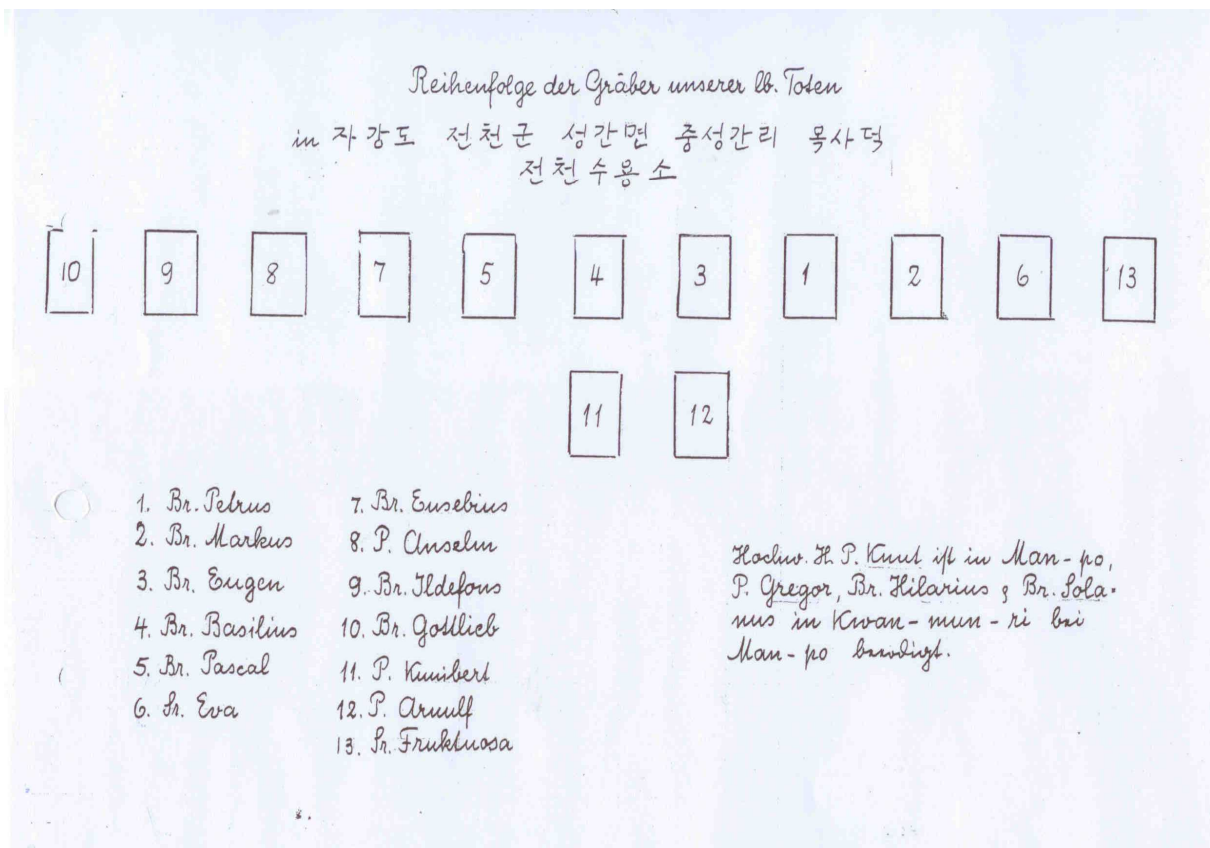 Reihenfolge der Gräber unserer lb. Toten
in 자강도 전천군 성간면 중성간리 목사덕
전천수용소
10 9 8 7 5 4 3 1 2 6 13
11 12
1. Br. Petrus
2. Br. Markus
3. Br. Eugen
4. Br. Basilius
5. Br. Pascal
6. Sr. Eva
7. Br. Eusebius
8. P. Anselm
9. Br. Ildefons
10. Br. Gottlieb
11. P. Kunibert
12. P. Arnulf
13. Sr. Fruktuosa
Hochw. H. P. Knut ist in Man-po,
P. Gregor, Br. Hilarius & Br. Sola-
nus in Kwan-mun-ri bei
Man-po beerdigt.